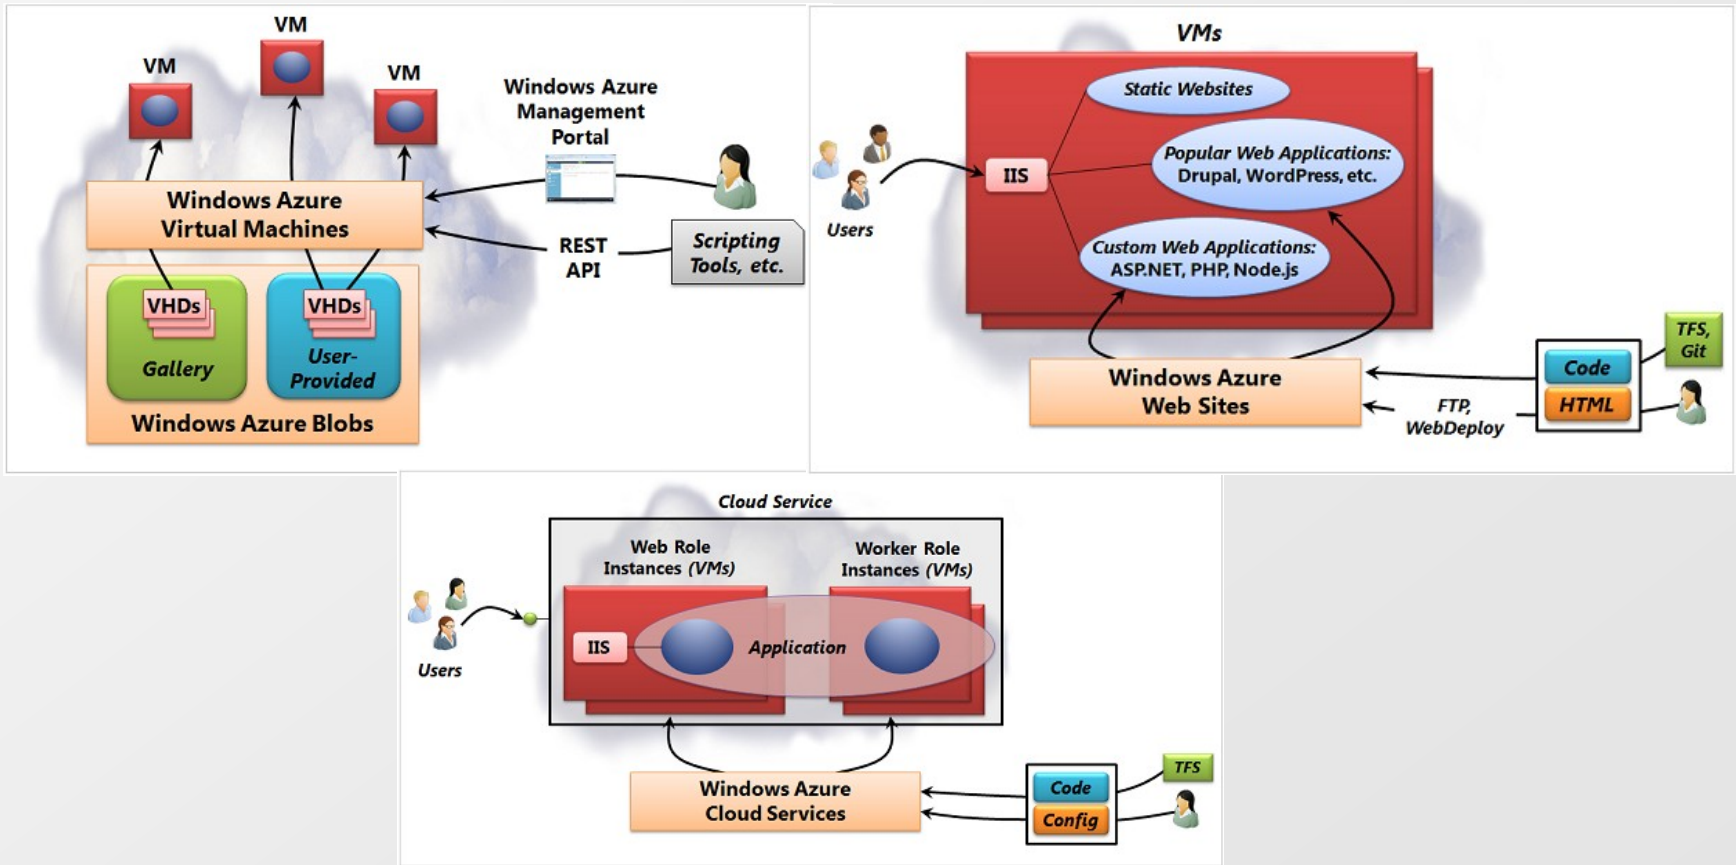 VM
VM
VM
Windows Azure
Management
Portal
Windows Azure
Virtual Machines
REST
API
Scripting
Tools, etc.
VHDs
Gallery
VHDs
User-
Provided
Windows Azure Blobs
VMs
Static Websites
Popular Web Applications:
Drupal, WordPress, etc.
IIS
Users
Custom Web Applications:
ASP.NET, PHP, Node.js
Windows Azure
Web Sites
FTP,
WebDeploy
Code
HTML
TFS,
Git
Cloud Service
Web Role
Instances (VMs)
Worker Role
Instances (VMs)
IIS
Application
Users
Windows Azure
Cloud Services
Code
Config
TFS